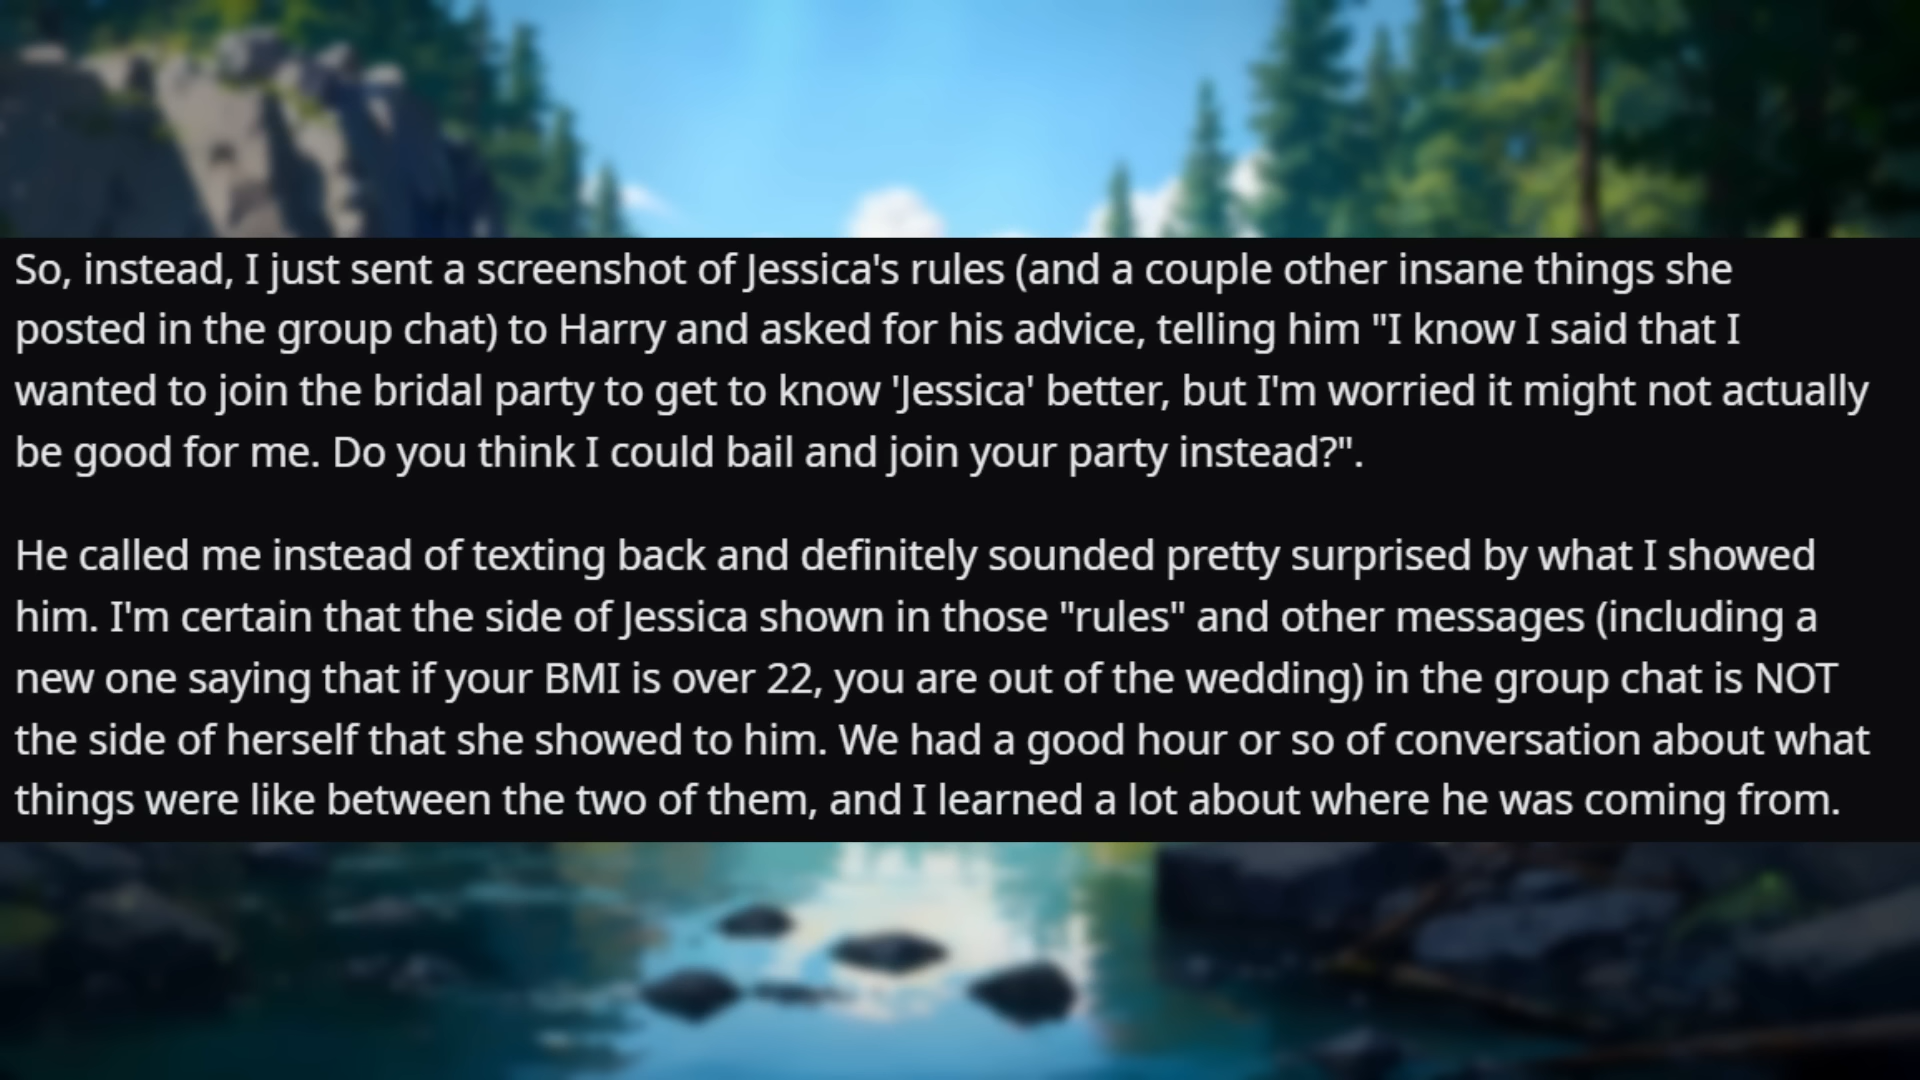 So, instead, I just sent a screenshot of Jessica's rules (and a couple other insane things she
posted in the group chat) to Harry and asked for his advice, telling him "I know I said that I
wanted to join the bridal party to get to know 'Jessica' better, but I'm worried it might not actually
be good for me. Do you think I could bail and join your party instead?".
He called me instead of texting back and definitely sounded pretty surprised by what I showed
him. I'm certain that the side of Jessica shown in those "rules" and other messages (including a
new one saying that if your BMI is over 22, you are out of the wedding) in the group chat is NOT
the side of herself that she showed to him. We had a good hour or so of conversation about what
things were like between the two of them, and I learned a lot about where he was coming from.